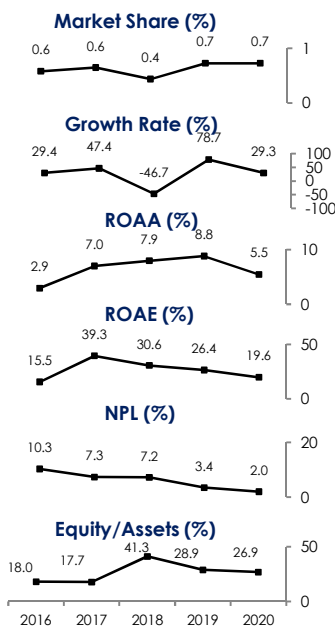 Market Share (%)
0.6 0.6 0.4 0.7 0.7
1
0
Growth Rate (%)
29.4 47.4 -46.7 78.7 29.3
100
50
0
-50
-100
ROAA (%)
2.9 7.0 7.9 8.8 5.5
10
0
ROAE (%)
15.5 39.3 30.6 26.4 19.6
50
0
NPL (%)
10.3 7.3 7.2 3.4 2.0
20
0
Equity/Assets (%)
18.0 17.7 41.3 28.9 26.9
50
0
2016 2017 2018 2019 2020